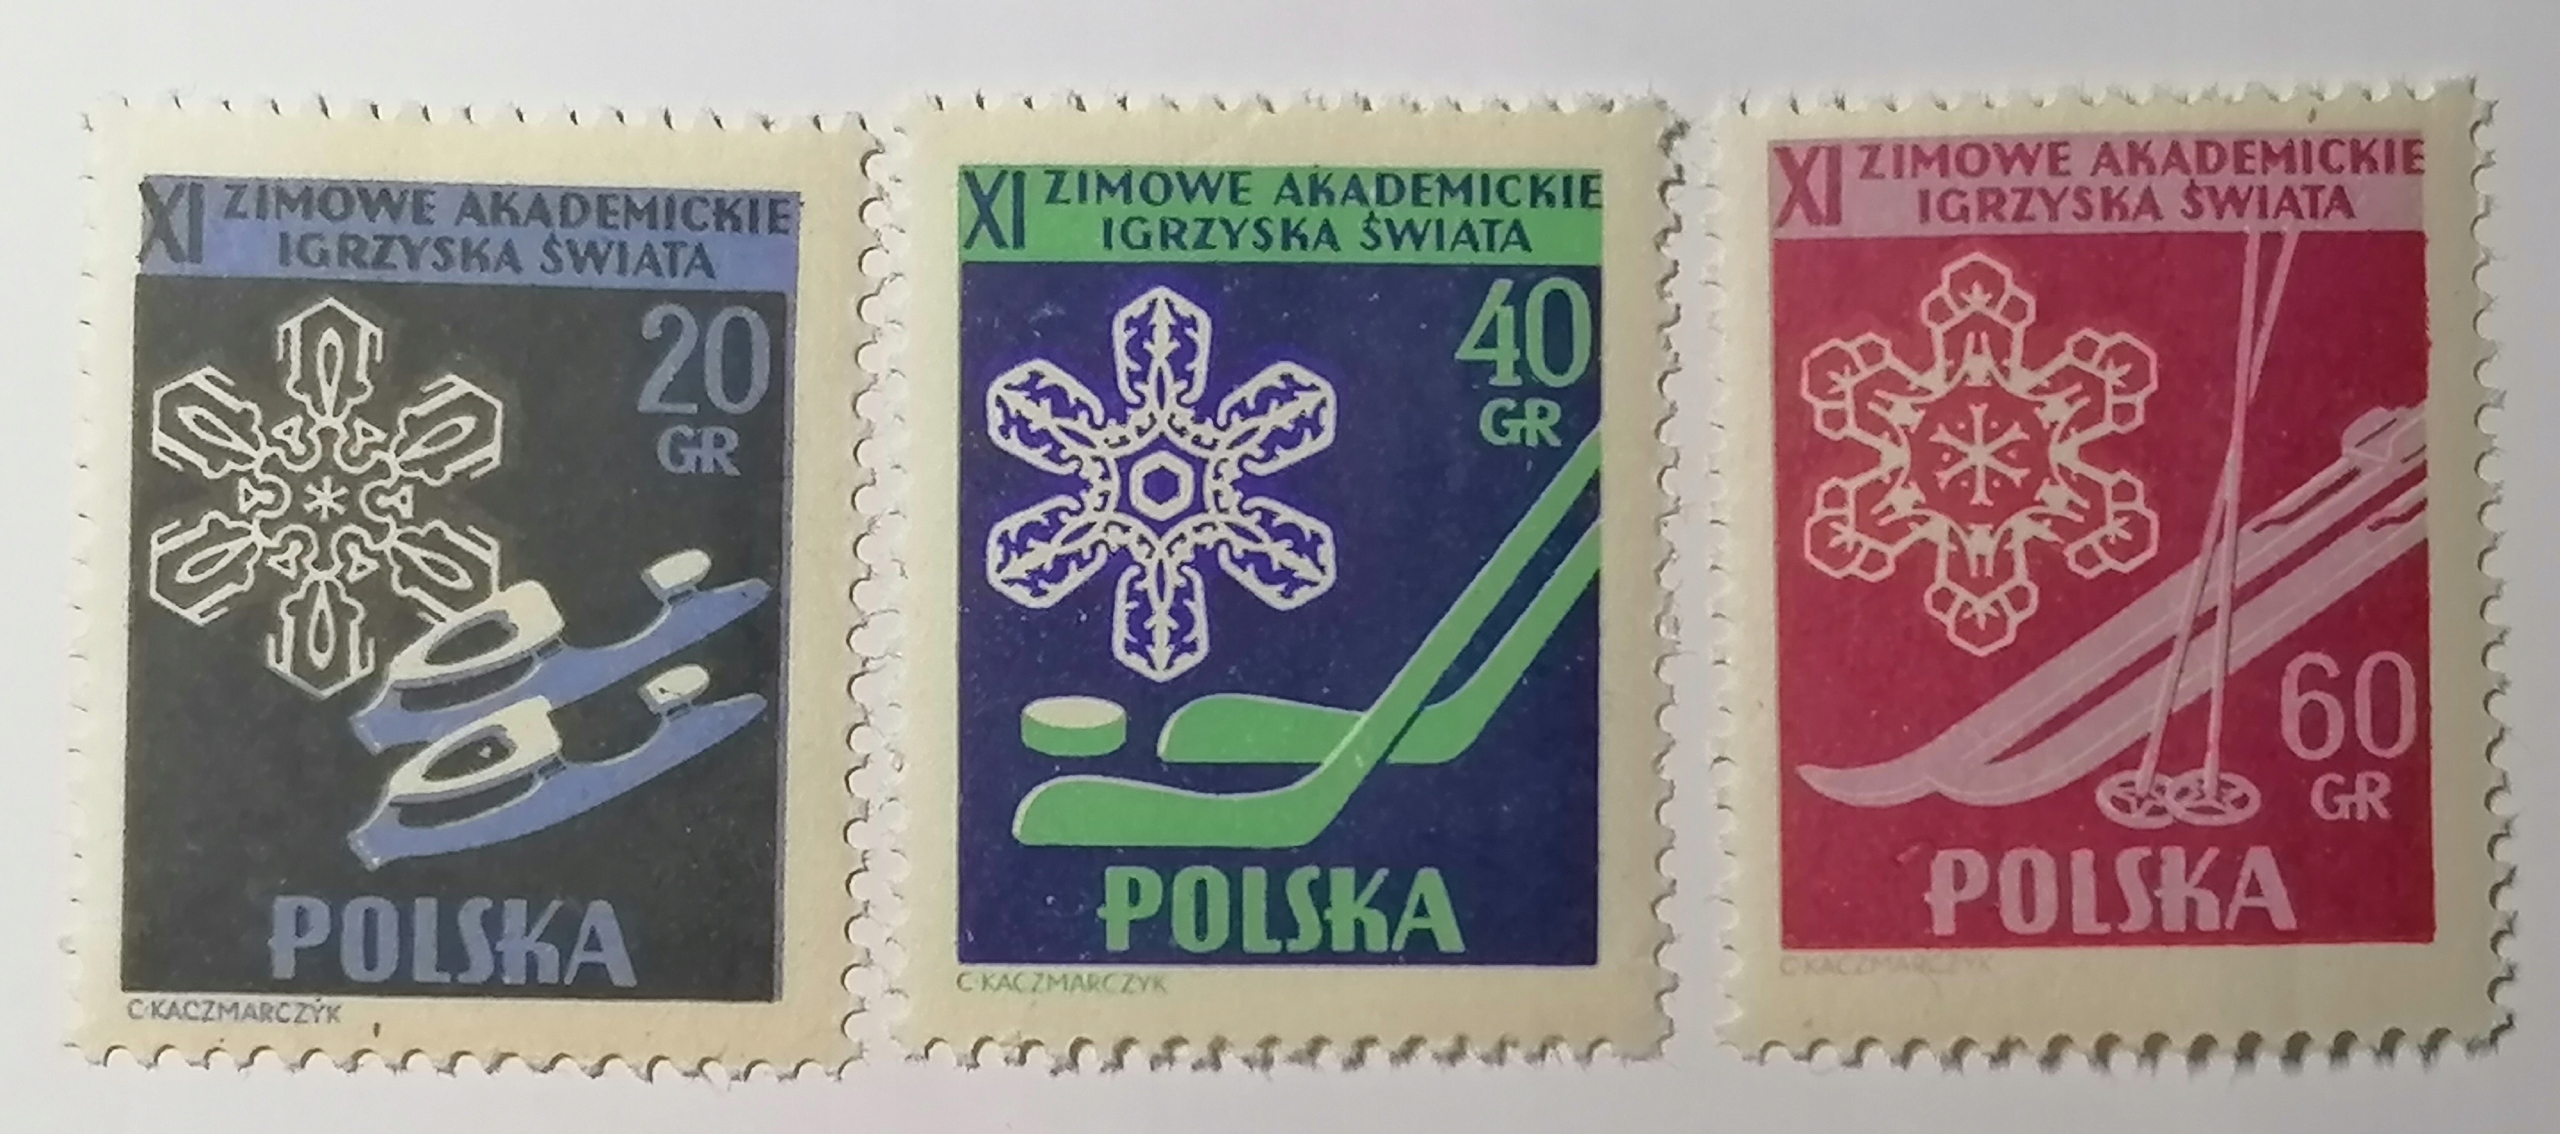 XI ZIMOWE AKADEMICKIE
IGRZYSKA ŚWIATA
20
GR
POLSKA
C·KACZMARCZYK
XI ZIMOWE AKADEMICKIE
IGRZYSKA ŚWIATA
40
GR
POLSKA
C·KACZMARCZYK
XI ZIMOWE AKADEMICKIE
IGRZYSKA ŚWIATA
60
GR
POLSKA
C·KACZMARCZYK